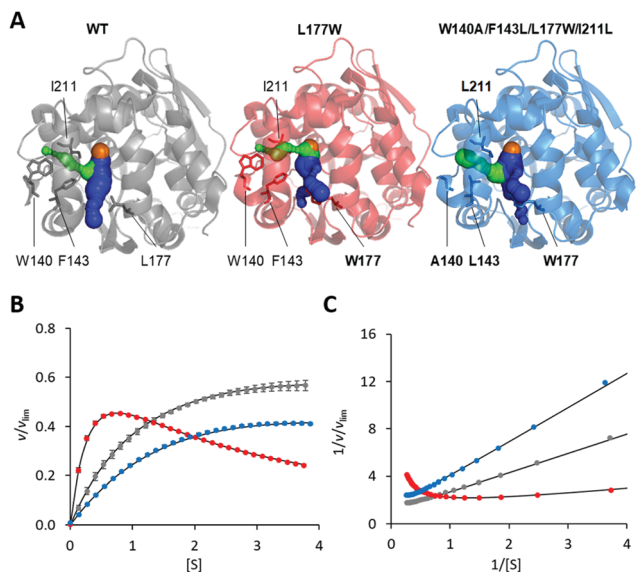 A
WT
L177W
W140A/F143L/L177W/I211L
I211
I211
L211
W140 F143 L177
W140 F143 W177
A140 L143 W177
B
C
0.8
0.6
0.4
0.2
0.0
v/vlim
0 1 2 3 4
[S]
16
12
8
4
0
1/v/vlim
0 1 2 3 4
1/[S]